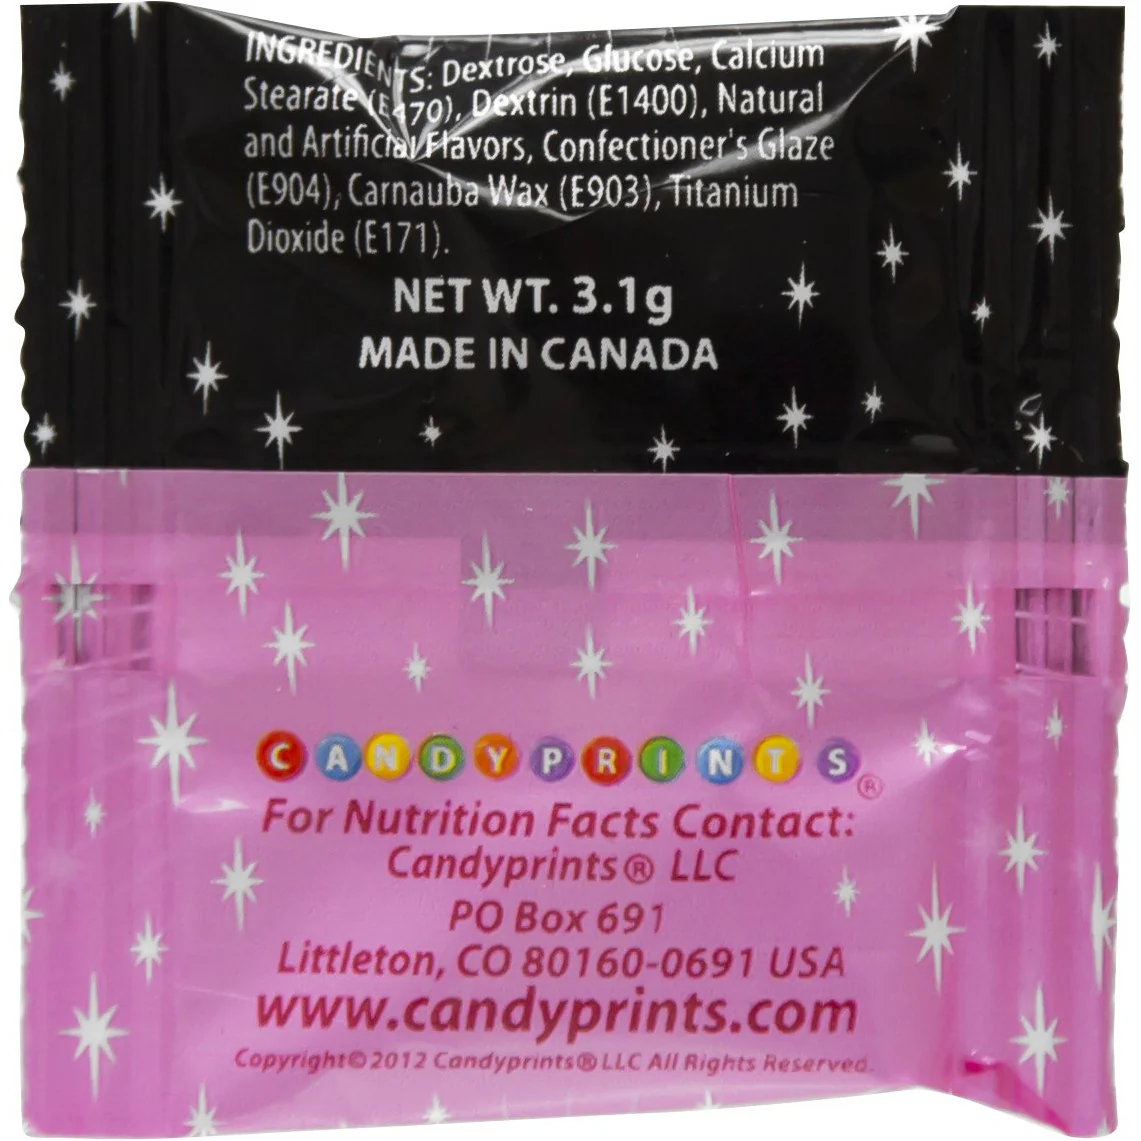 INGREDIENTS: Dextrose, Glucose, Calcium
Stearate (E470), Dextrin (E1400), Natural
and Artificial Flavors, Confectioner's Glaze
(E904), Carnauba Wax (E903), Titanium
Dioxide (E171).
NET WT. 3.1g
MADE IN CANADA
CANDYPRINTS®
For Nutrition Facts Contact:
Candyprints® LLC
PO Box 691
Littleton, CO 80160-0691 USA
www.candyprints.com
Copyright©2012 Candyprints® LLC All Rights Reserved.